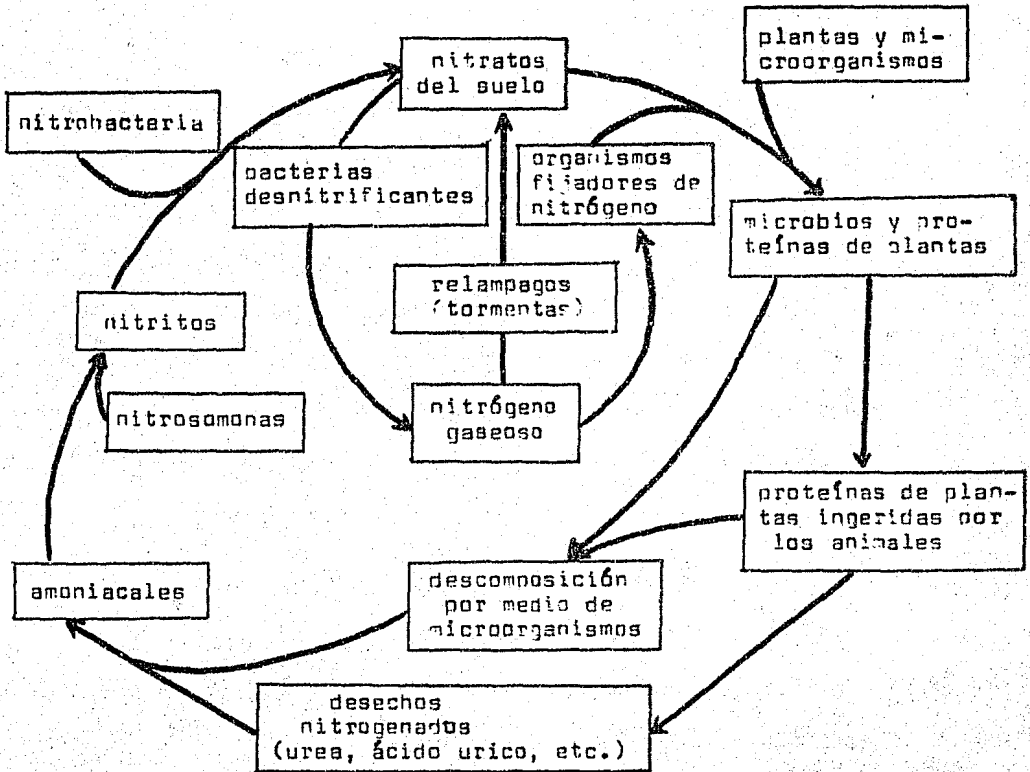 nitratos
del suelo
plantas y mi-
croorganismos
nitrobacteria
bacterias
desnitrificantes
organismos
fijadores de
nitrógeno
microbios y pro-
teínas de plantas
relampagos
(tormentas)
nitritos
nitrosomonas
nitrógeno
gaseoso
proteínas de plan-
tas ingeridas por
los animales
amoniacales
descomposición
por medio de
microorganismos
desechos
nitrogenados
(urea, ácido urico, etc.)